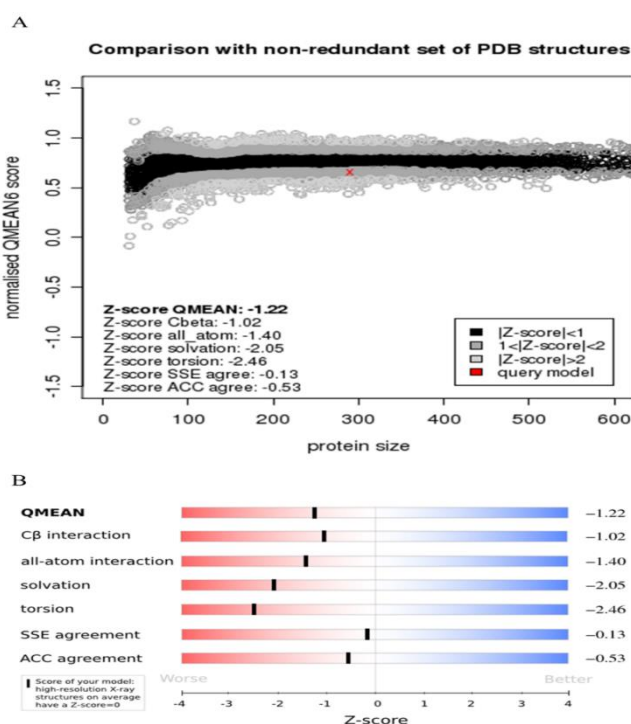 A
Comparison with non-redundant set of PDB structures
normalised QMEAN6 score
1.5
1.0
0.5
0.0
-0.5
-1.0
-1.5
Z-score QMEAN: -1.22
Z-score Cbeta: -1.02
Z-score all_atom: -1.40
Z-score solvation: -2.05
Z-score torsion: -2.46
Z-score SSE agree: -0.13
Z-score ACC agree: -0.53
|Z-score|<1
1<|Z-score|<2
|Z-score|>2
query model
0 100 200 300 400 500 600
protein size
B
QMEAN −1.22
Cβ interaction −1.02
all-atom interaction −1.40
solvation −2.05
torsion −2.46
SSE agreement −0.13
ACC agreement −0.53
Worse Better
Score of your model:
high-resolution X-ray
structures on average
have a Z-score=0
-4 -3 -2 -1 0 1 2 3 4
Z-score